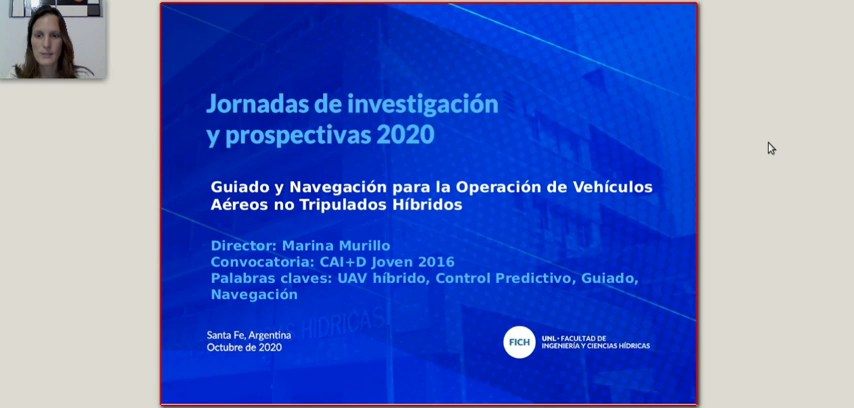 Jornadas de investigación
y prospectivas 2020
Guiado y Navegación para la Operación de Vehículos
Aéreos no Tripulados Híbridos
Director: Marina Murillo
Convocatoria: CAI+D Joven 2016
Palabras claves: UAV híbrido, Control Predictivo, Guiado,
Navegación
HIDRICAS
Santa Fe, Argentina
Octubre de 2020
FICH
UNL • FACULTAD DE
INGENIERÍA Y CIENCIAS HÍDRICAS